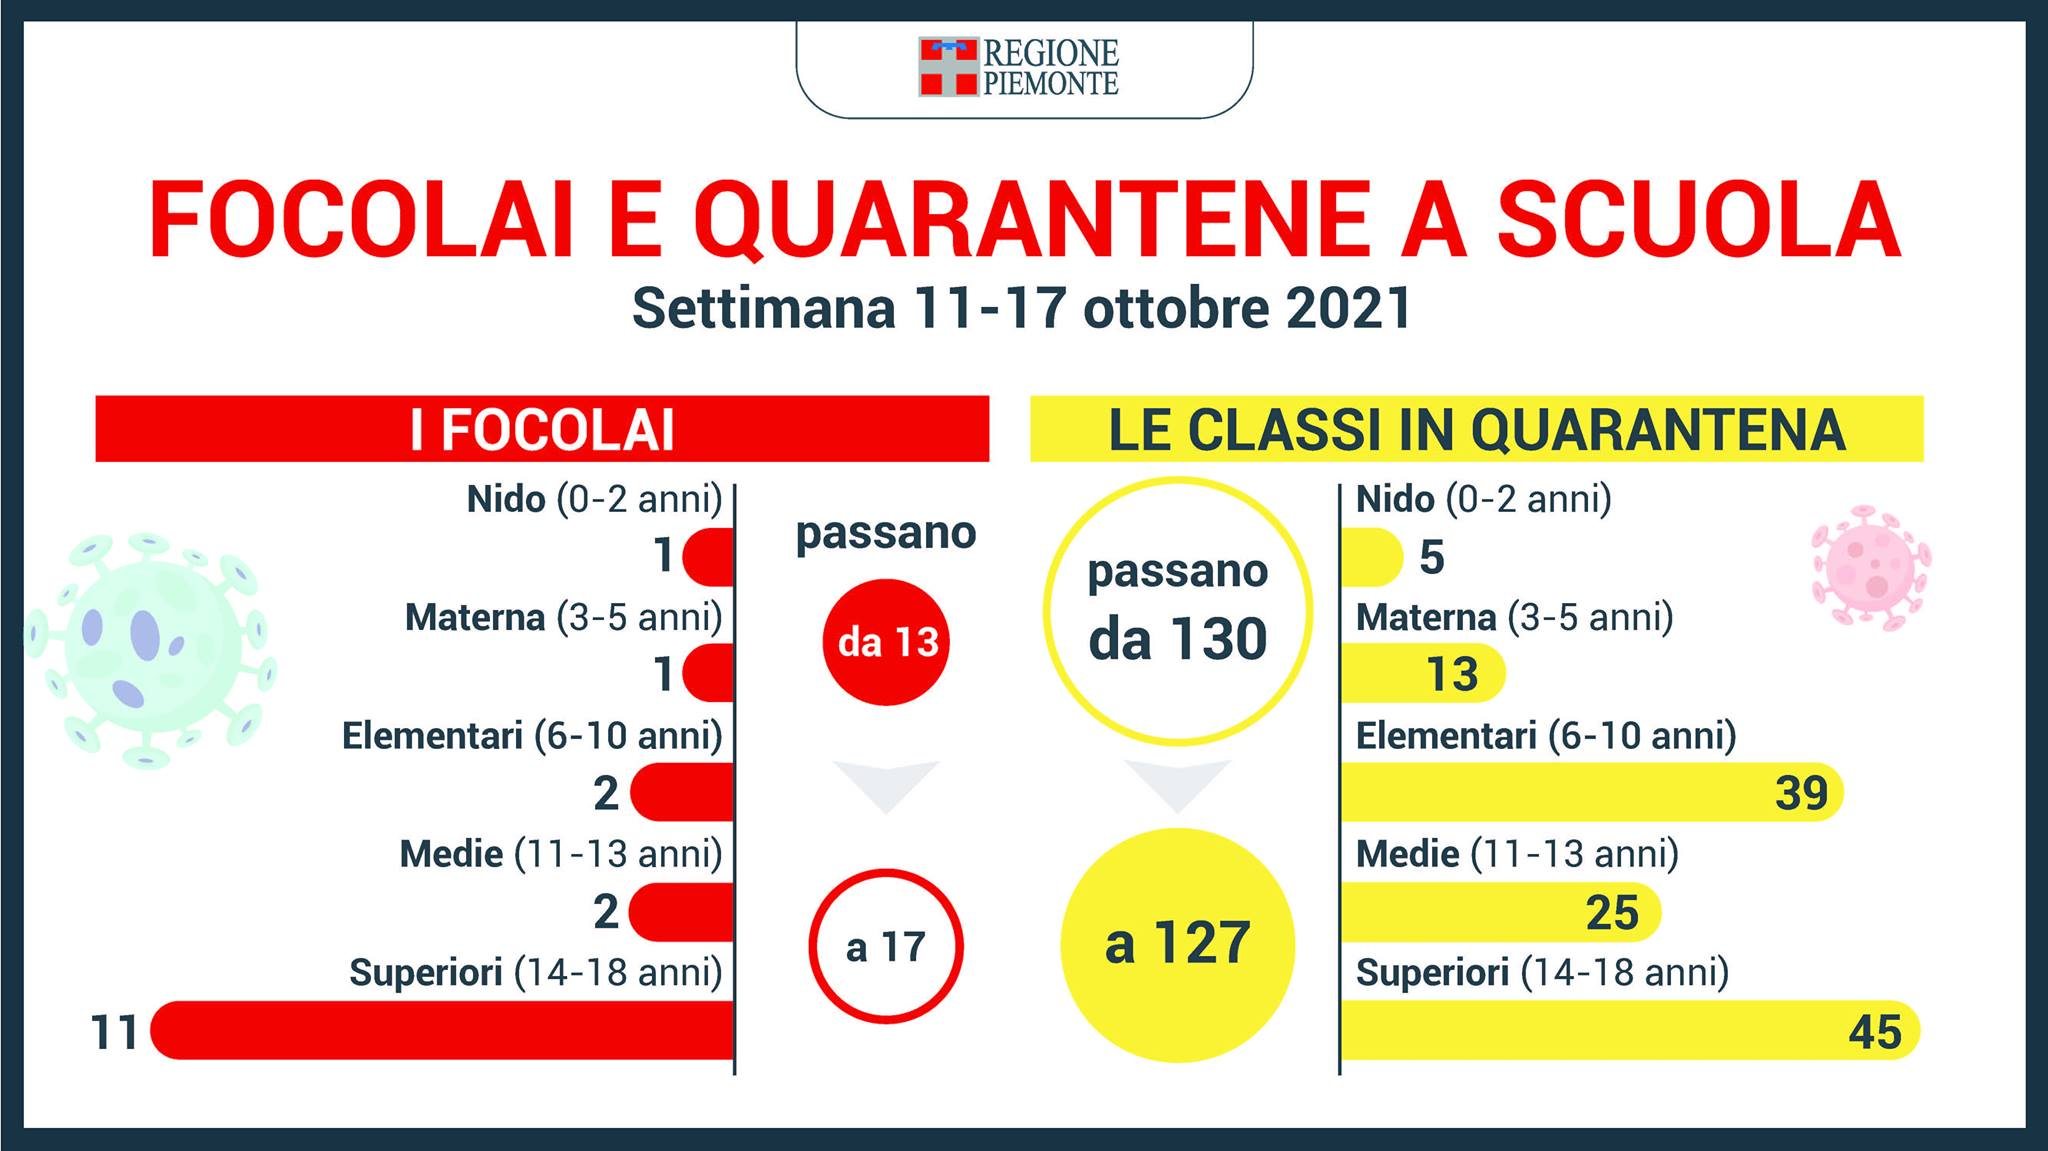 REGIONE
PIEMONTE
FOCOLAI E QUARANTENE A SCUOLA
Settimana 11-17 ottobre 2021
I FOCOLAI
Nido (0-2 anni)
1
Materna (3-5 anni)
1
Elementari (6-10 anni)
2
Medie (11-13 anni)
2
Superiori (14-18 anni)
11
passano
da 13
a 17
LE CLASSI IN QUARANTENA
passano
da 130
a 127
Nido (0-2 anni)
5
Materna (3-5 anni)
13
Elementari (6-10 anni)
39
Medie (11-13 anni)
25
Superiori (14-18 anni)
45